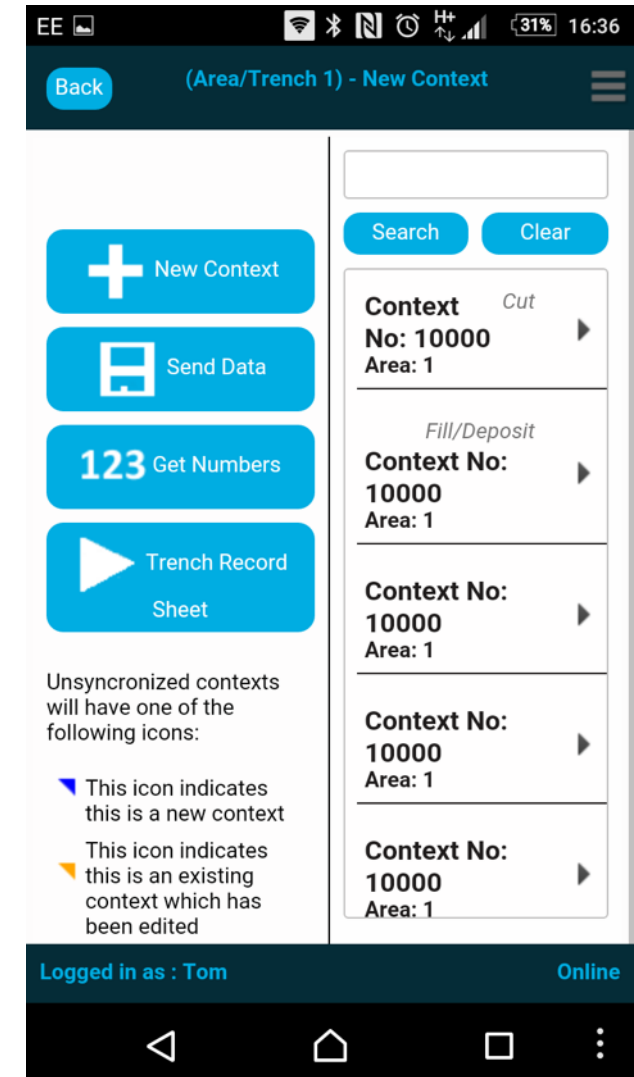 EE 31% 16:36
Back (Area/Trench 1) - New Context
New Context
Send Data
123 Get Numbers
Trench Record
Sheet
Unsyncronized contexts
will have one of the
following icons:
This icon indicates
this is a new context
This icon indicates
this is an existing
context which has
been edited
Search Clear
Context Cut
No: 10000
Area: 1
Fill/Deposit
Context No:
10000
Area: 1
Context No:
10000
Area: 1
Context No:
10000
Area: 1
Context No:
10000
Area: 1
Logged in as : Tom Online